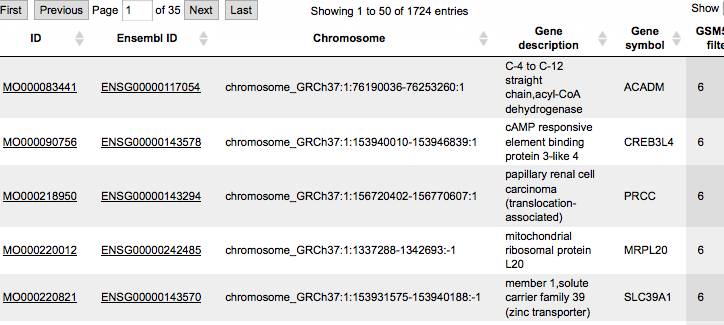 First Previous Page 1 of 35 Next Last Showing 1 to 50 of 1724 entries Show
ID Ensembl ID Chromosome Gene description Gene symbol GSM5 filte
MO000083441 ENSG00000117054 chromosome_GRCh37:1:76190036-76253260:1 C-4 to C-12 straight chain,acyl-CoA dehydrogenase ACADM 6
MO000090756 ENSG00000143578 chromosome_GRCh37:1:153940010-153946839:1 cAMP responsive element binding protein 3-like 4 CREB3L4 6
MO000218950 ENSG00000143294 chromosome_GRCh37:1:156720402-156770607:1 papillary renal cell carcinoma (translocation-associated) PRCC 6
MO000220012 ENSG00000242485 chromosome_GRCh37:1:1337288-1342693:-1 mitochondrial ribosomal protein L20 MRPL20 6
MO000220821 ENSG00000143570 chromosome_GRCh37:1:153931575-153940188:-1 member 1,solute carrier family 39 (zinc transporter) SLC39A1 6